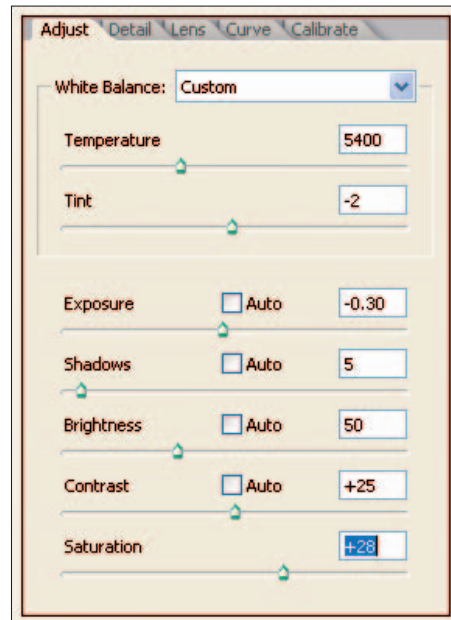 Adjust Detail Lens Curve Calibrate
White Balance: Custom
Temperature 5400
Tint -2
Exposure Auto -0.30
Shadows Auto 5
Brightness Auto 50
Contrast Auto +25
Saturation +28